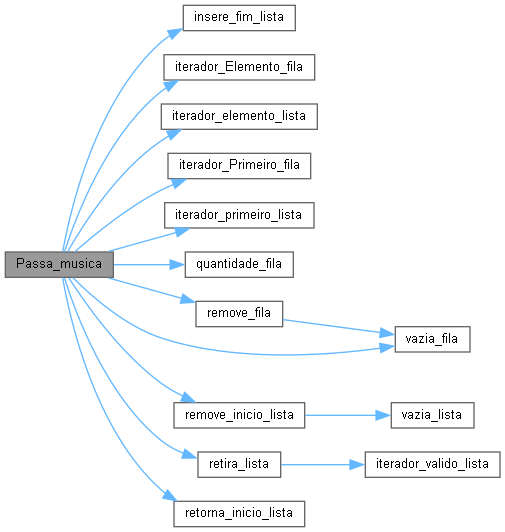 insere_fim_lista
iterador_Elemento_fila
iterador_elemento_lista
iterador_Primeiro_fila
iterador_primeiro_lista
Passa_musica
quantidade_fila
remove_fila
vazia_fila
remove_inicio_lista
vazia_lista
retira_lista
iterador_valido_lista
retorna_inicio_lista